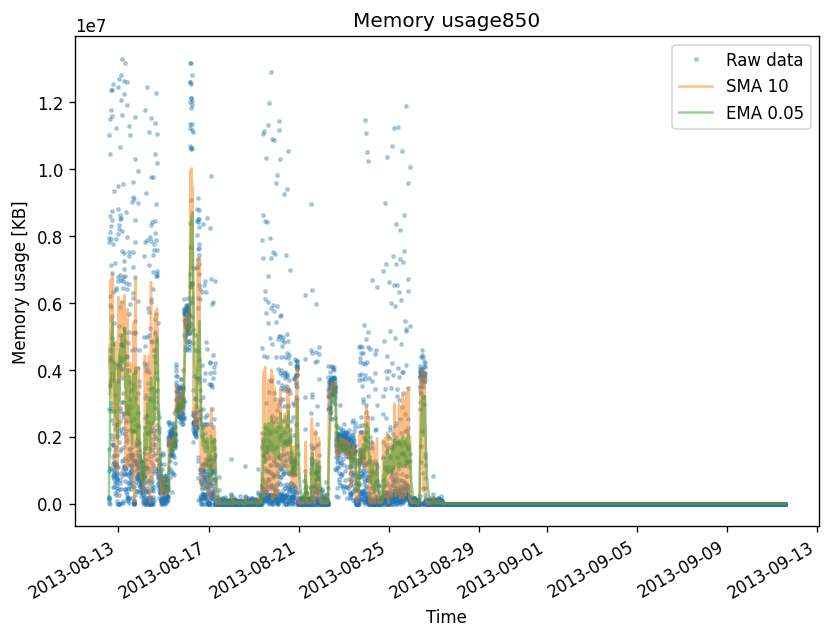 Memory usage850
1e7
Raw data
SMA 10
EMA 0.05
1.2
1.0
0.8
0.6
0.4
0.2
0.0
Memory usage [KB]
2013-08-13
2013-08-17
2013-08-21
2013-08-25
2013-08-29
2013-09-01
2013-09-05
2013-09-09
2013-09-13
Time